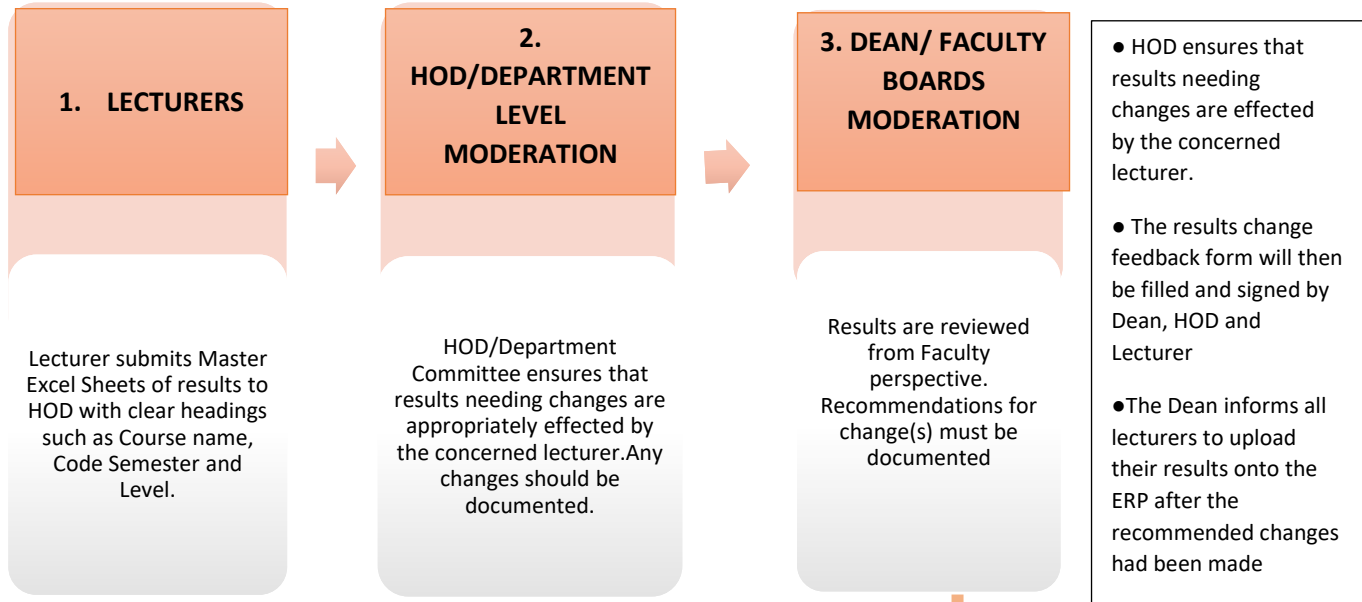 1. LECTURERS
Lecturer submits Master
Excel Sheets of results to
HOD with clear headings
such as Course name,
Code Semester and
Level.
2.
HOD/DEPARTMENT
LEVEL
MODERATION
HOD/Department
Committee ensures that
results needing changes are
appropriately effected by
the concerned lecturer.Any
changes should be
documented.
3. DEAN/ FACULTY
BOARDS
MODERATION
Results are reviewed
from Faculty
perspective.
Recommendations for
change(s) must be
documented
● HOD ensures that
results needing
changes are effected
by the concerned
lecturer.
● The results change
feedback form will then
be filled and signed by
Dean, HOD and
Lecturer
●The Dean informs all
lecturers to upload
their results onto the
ERP after the
recommended changes
had been made